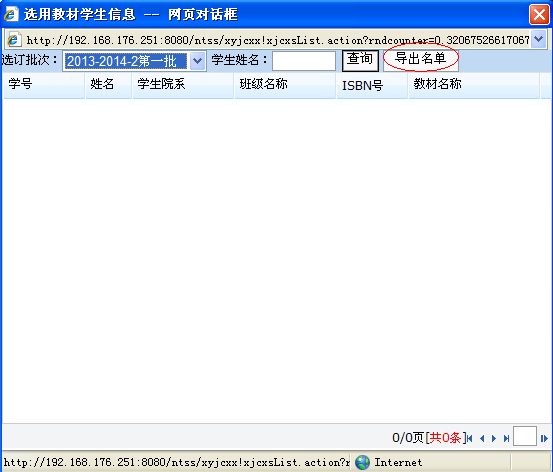 选用教材学生信息 -- 网页对话框
http://192.168.176.251:8080/ntss/xyjcxx!xjcxsList.action?rndcounter=0.32067526617067
选订批次： 2013-2014-2第一批 学生姓名： 查询 导出名单
学号 姓名 学生院系 班级名称 ISBN号 教材名称
0/0页[共0条]
http://192.168.176.251:8080/ntss/xyjcxx!xjcxsList.action?r Internet